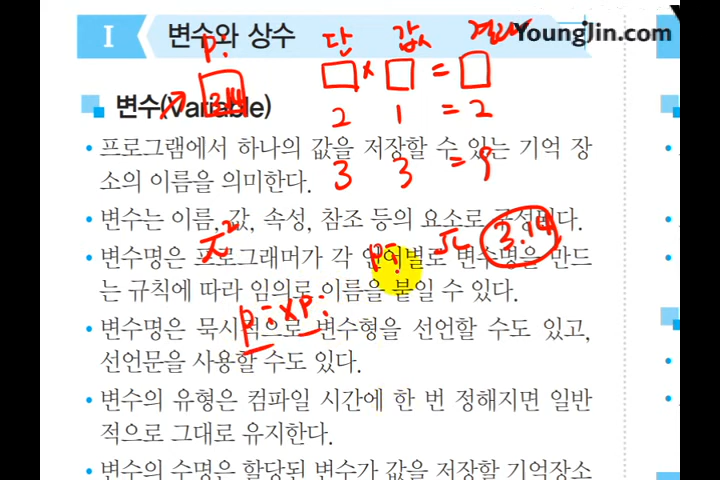 I 변수와 상수
YoungJin.com
단 값
□ × □ = □
2 1 = 2
3 3 = 9
3.14
변수(Variable)
• 프로그램에서 하나의 값을 저장할 수 있는 기억 장
소의 이름을 의미한다.
• 변수는 이름, 값, 속성, 참조 등의 요소로 구성된다.
3.14
• 변수명은 프로그래머가 각 언어별로 변수명을 만드
는 규칙에 따라 임의로 이름을 붙일 수 있다.
• 변수명은 묵시적으로 변수형을 선언할 수도 있고,
선언문을 사용할 수도 있다.
• 변수의 유형은 컴파일 시간에 한 번 정해지면 일반
적으로 그대로 유지한다.
• 변수의 수명은 할당된 변수가 값을 저장할 기억장소